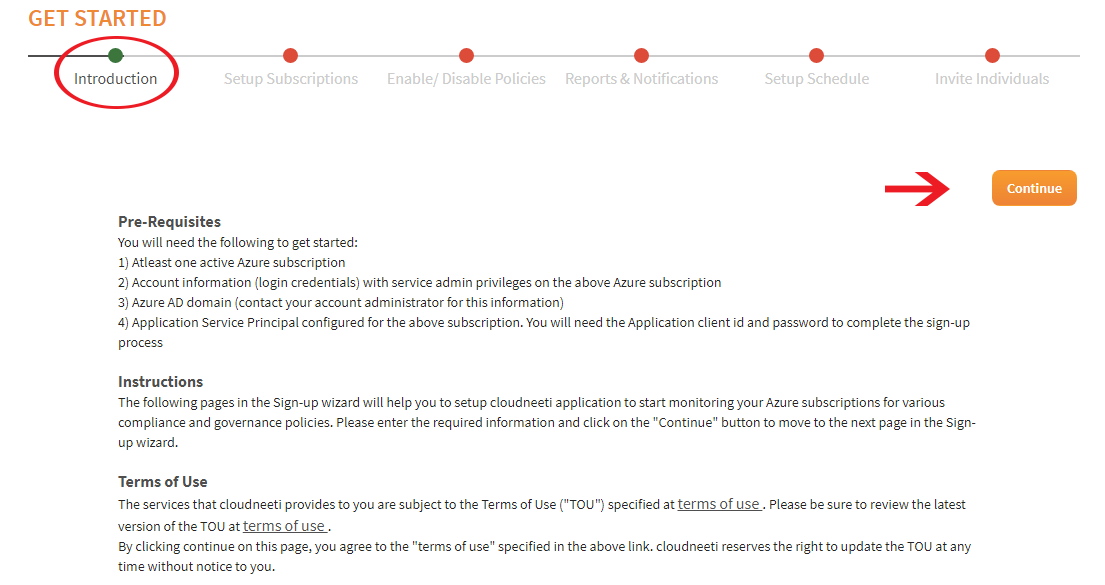 GET STARTED
Introduction
Setup Subscriptions
Enable/ Disable Policies
Reports & Notifications
Setup Schedule
Invite Individuals
Continue
Pre-Requisites
You will need the following to get started:
1) Atleast one active Azure subscription
2) Account information (login credentials) with service admin privileges on the above Azure subscription
3) Azure AD domain (contact your account administrator for this information)
4) Application Service Principal configured for the above subscription. You will need the Application client id and password to complete the sign-up
process
Instructions
The following pages in the Sign-up wizard will help you to setup cloudneeti application to start monitoring your Azure subscriptions for various
compliance and governance policies. Please enter the required information and click on the "Continue" button to move to the next page in the Sign-
up wizard.
Terms of Use
The services that cloudneeti provides to you are subject to the Terms of Use ("TOU") specified at terms of use . Please be sure to review the latest
version of the TOU at terms of use .
By clicking continue on this page, you agree to the "terms of use" specified in the above link. cloudneeti reserves the right to update the TOU at any
time without notice to you.